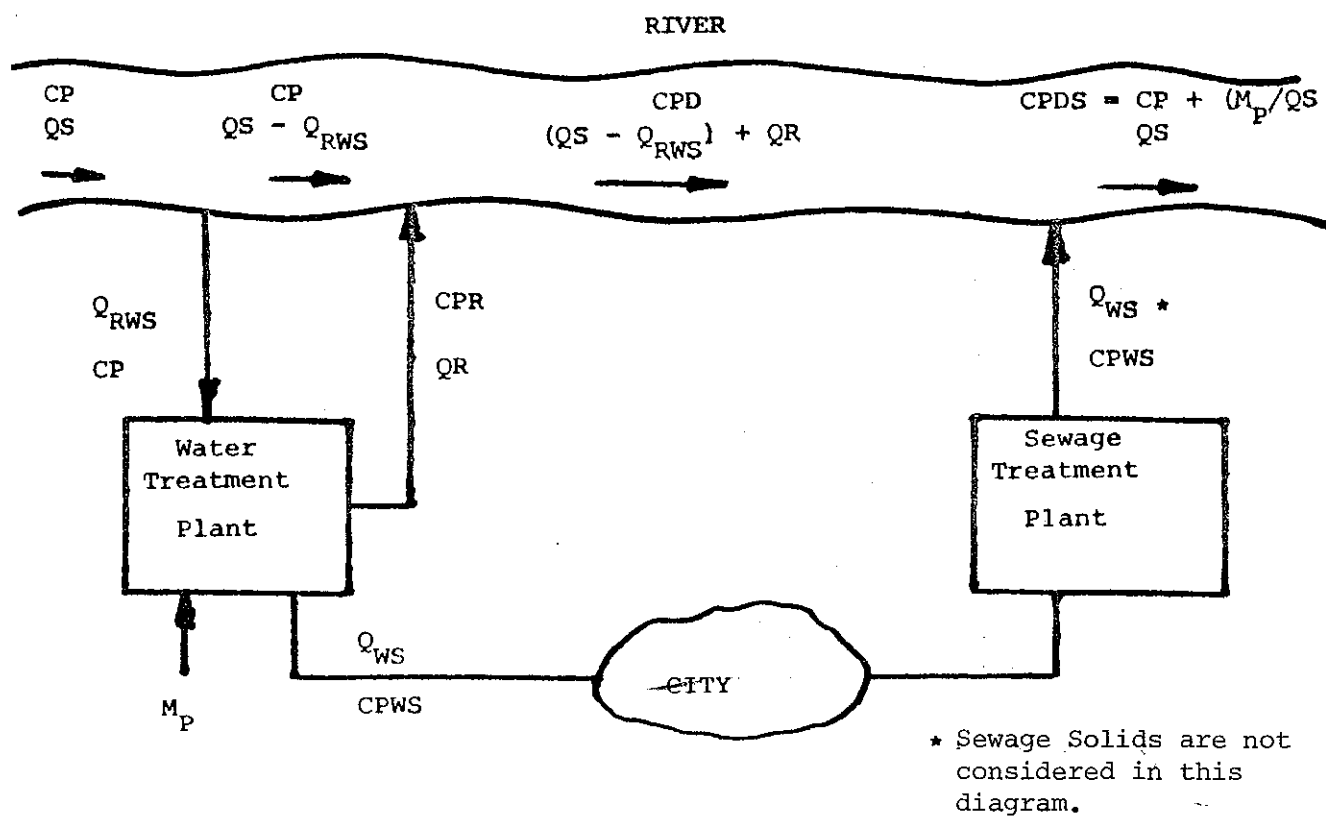 RIVER
CP
QS
CP
QS - Q_RWS
CPD
(QS - Q_RWS) + QR
CPDS = CP + (M_P/QS
QS
Q_RWS
CP
CPR
QR
Q_WS *
CPWS
Water
Treatment
Plant
Sewage
Treatment
Plant
M_P
Q_WS
CPWS
CITY
* Sewage Solids are not
considered in this
diagram.